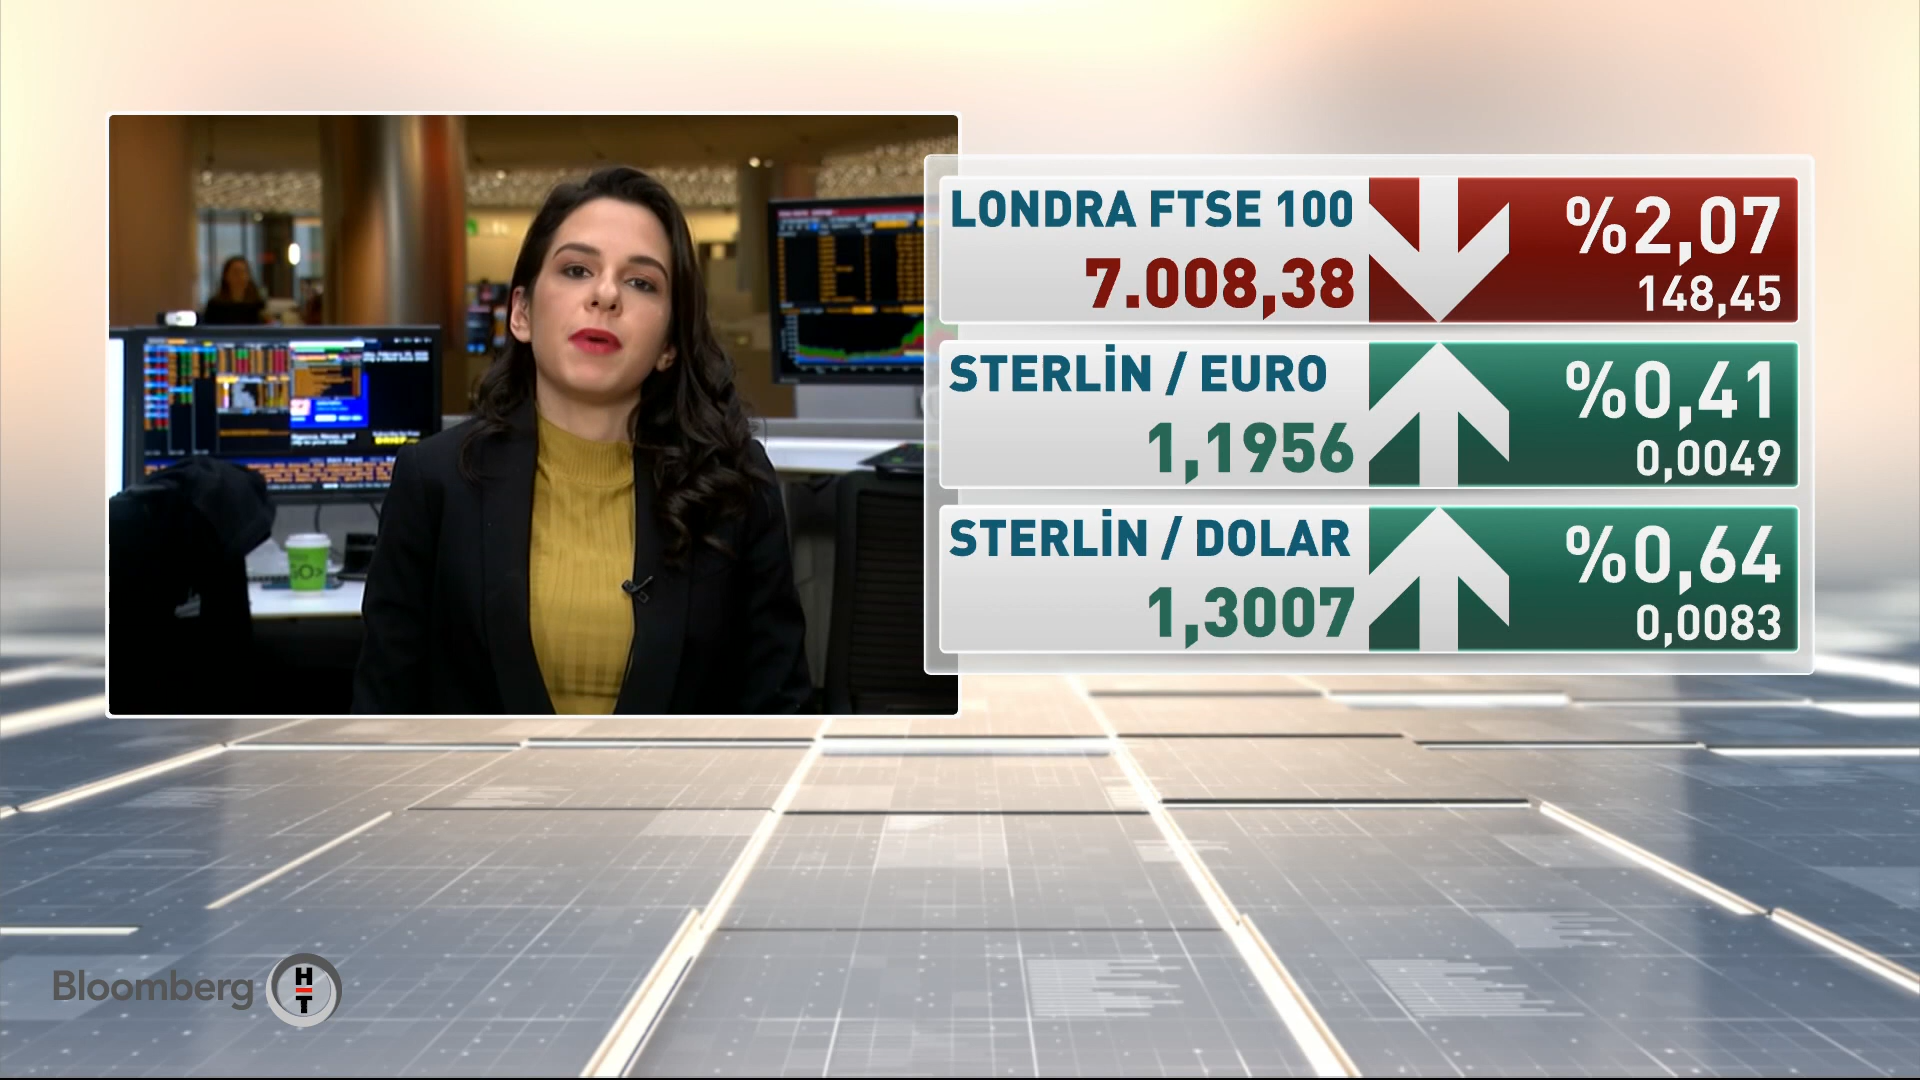 LONDRA FTSE 100
7.008,38
%2,07
148,45
STERLİN / EURO
1,1956
%0,41
0,0049
STERLİN / DOLAR
1,3007
%0,64
0,0083
GO>
Bloomberg HT